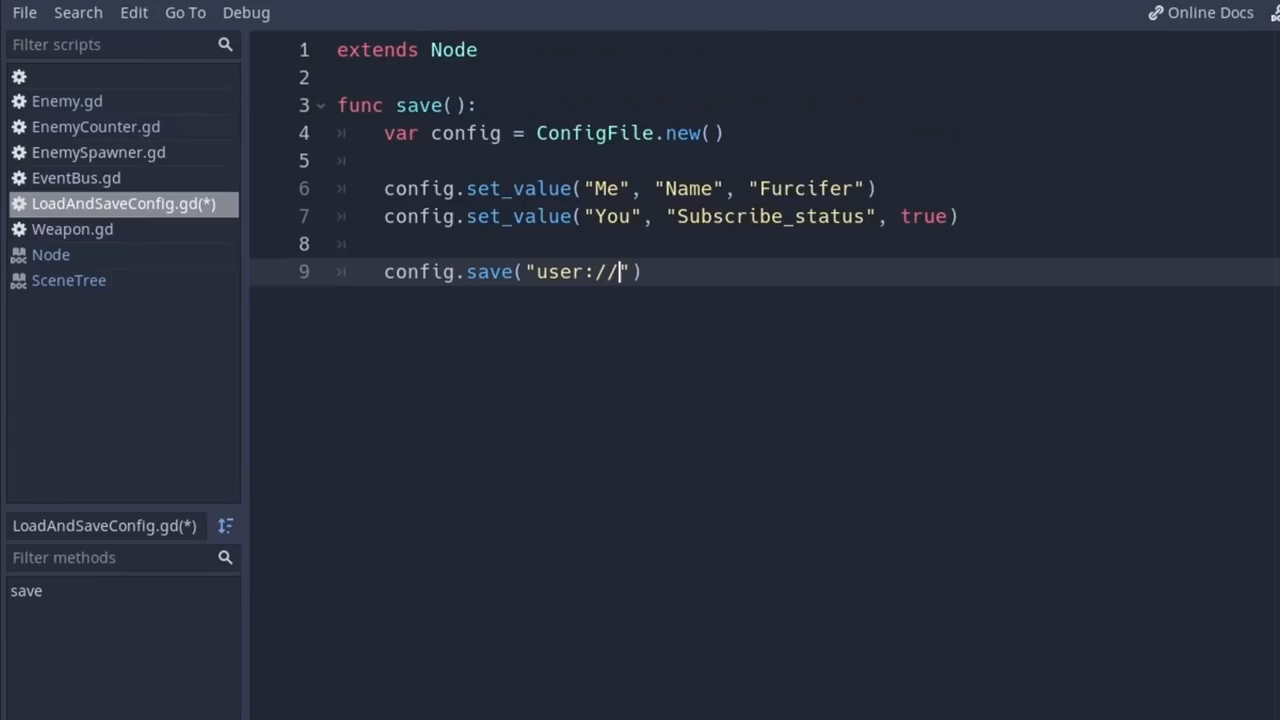 File Search Edit Go To Debug
Online Docs
Filter scripts
Enemy.gd
EnemyCounter.gd
EnemySpawner.gd
EventBus.gd
LoadAndSaveConfig.gd(*)
Weapon.gd
Node
SceneTree
LoadAndSaveConfig.gd(*)
Filter methods
save
1 extends Node
2
3 func save():
4 var config = ConfigFile.new()
5
6 config.set_value("Me", "Name", "Furcifer")
7 config.set_value("You", "Subscribe_status", true)
8
9 config.save("user://")